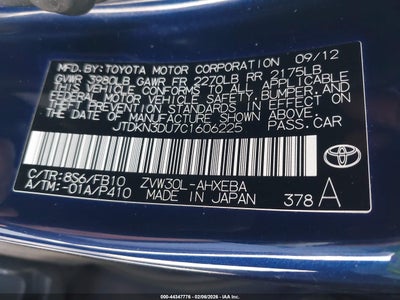 MFD. BY: TOYOTA MOTOR CORPORATION 09/12
GVWR 3980LB GAWR FR 2270LB RR 2175LB
THIS VEHICLE CONFORMS TO ALL APPLICABLE
FEDERAL MOTOR VEHICLE SAFETY, BUMPER, AND
THEFT PREVENTION STANDARDS IN EFFECT ON
THE DATE OF MANUFACTURE SHOWN ABOVE.
JTDKN3DU7C1606225 PASS.CAR
C/TR:8S6/FB10 ZVW30L-AHXEBA
A/TM:-01A/P410 MADE IN JAPAN 378 A
TOYOTA
000-44347776 - 02/06/2026 - 000